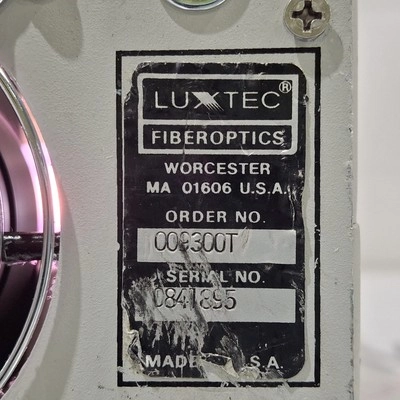 LUXTEC®
FIBEROPTICS
WORCESTER
MA 01606 U.S.A.
ORDER NO.
009300T
SERIAL NO.
0841895
MADE S.A.